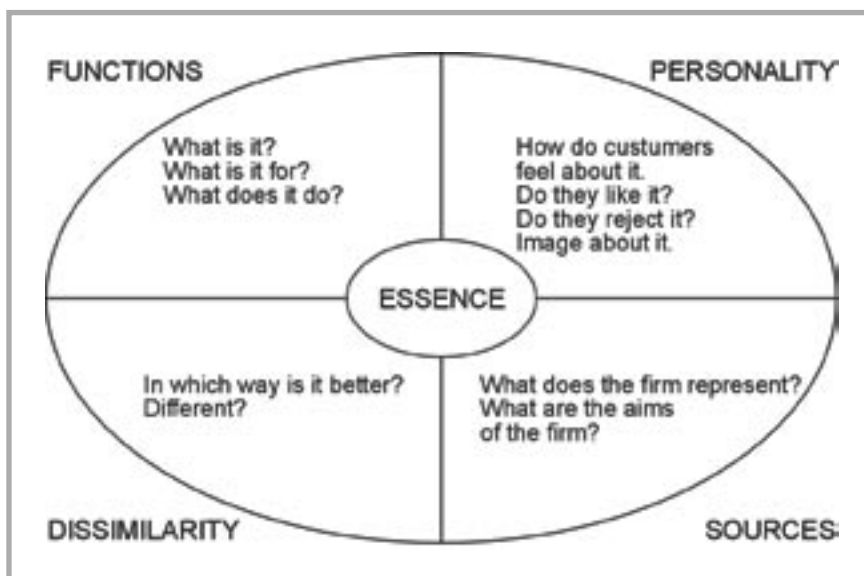 FUNCTIONS
PERSONALITY
What is it?
What is it for?
What does it do?
How do custumers
feel about it.
Do they like it?
Do they reject it?
Image about it.
ESSENCE
In which way is it better?
Different?
What does the firm represent?
What are the aims
of the firm?
DISSIMILARITY
SOURCES